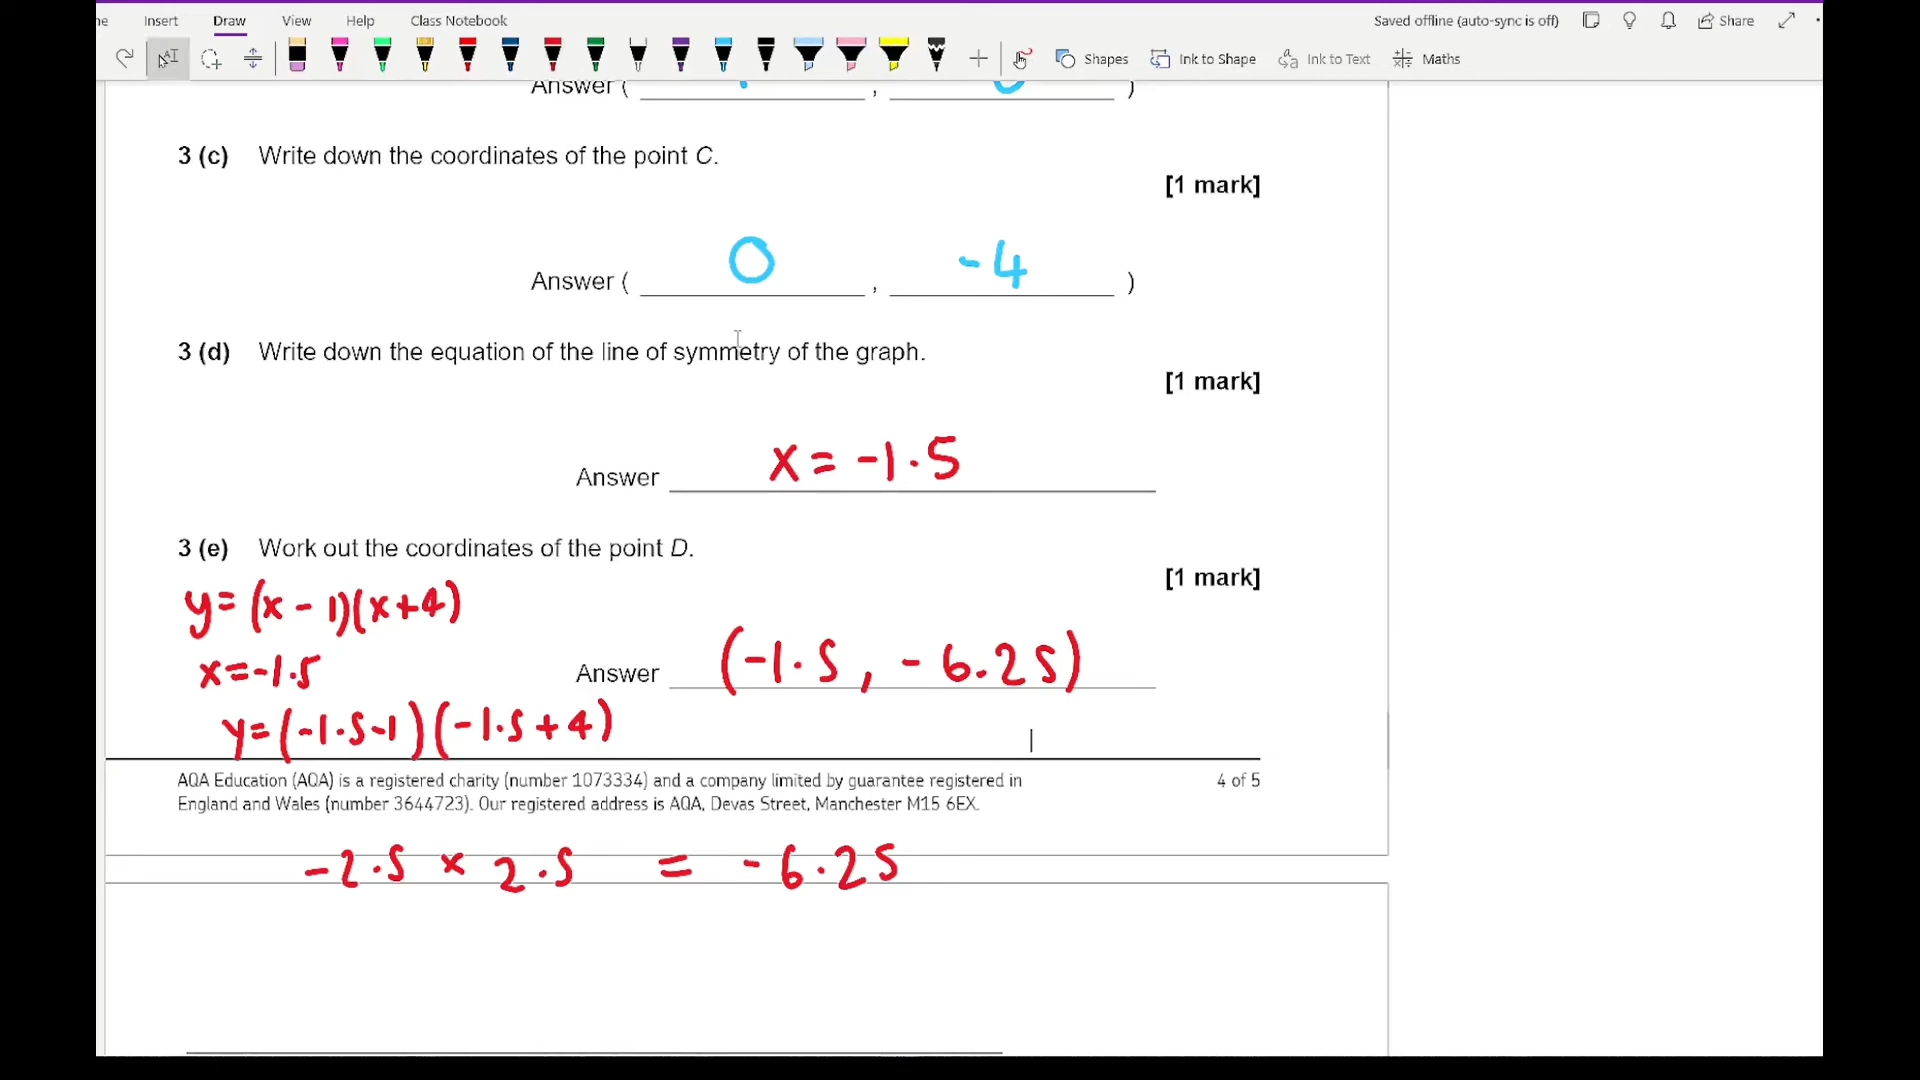 Insert Draw View Help Class Notebook Saved offline (auto-sync is off) Share
Shapes Ink to Shape Ink to Text Maths
Answer ( , )
3 (c) Write down the coordinates of the point C.
[1 mark]
Answer ( 0 , -4 )
3 (d) Write down the equation of the line of symmetry of the graph.
[1 mark]
Answer x = -1.5
3 (e) Work out the coordinates of the point D.
[1 mark]
y = (x - 1)(x+4)
x = -1.5
Answer (-1.5, -6.25)
y = (-1.5-1)(-1.5+4)
AQA Education (AQA) is a registered charity (number 1073334) and a company limited by guarantee registered in
England and Wales (number 3644723). Our registered address is AQA, Devas Street, Manchester M15 6EX.
4 of 5
-2.5 x 2.5 = -6.25